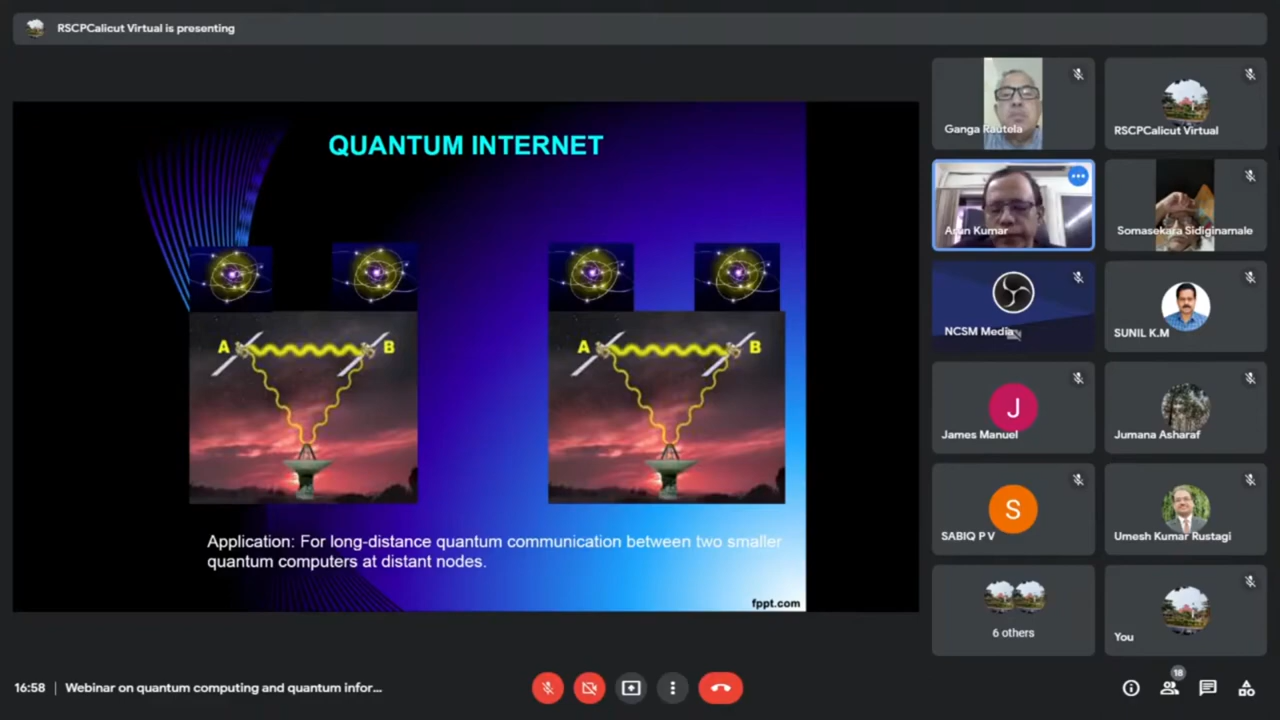 RSCPCalicut Virtual is presenting
QUANTUM INTERNET
A
B
A
B
Application: For long-distance quantum communication between two smaller
quantum computers at distant nodes.
fppt.com
Ganga Rautela
RSCPCalicut Virtual
Arun Kumar
Somasekara Sidiginamale
NCSM Media
SUNIL K.M
J
James Manuel
Jumana Asharaf
S
SABIQ P V
Umesh Kumar Rustagi
6 others
You
16:58
Webinar on quantum computing and quantum infor...
18